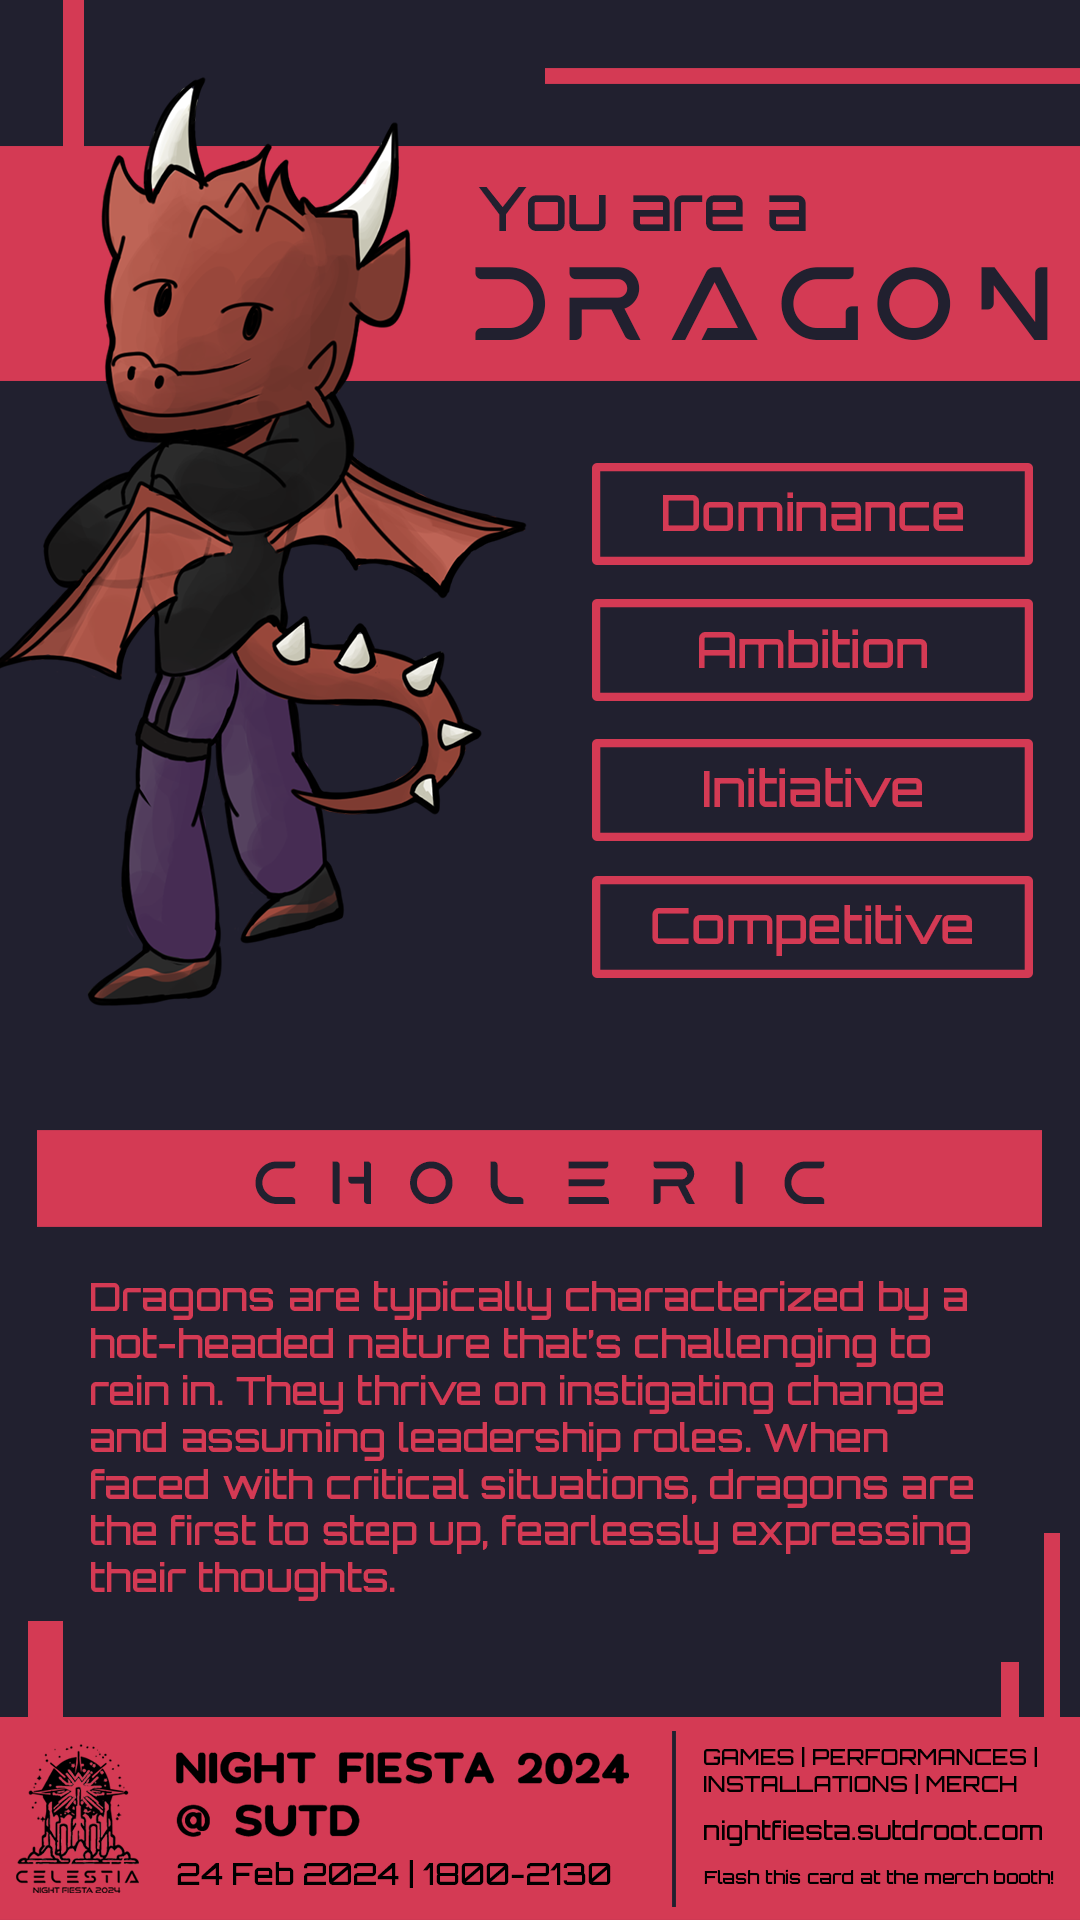 You are a
DRAGON
Dominance
Ambition
Initiative
Competitive
CHOLERIC
Dragons are typically characterized by a
hot-headed nature that's challenging to
rein in. They thrive on instigating change
and assuming leadership roles. When
faced with critical situations, dragons are
the first to step up, fearlessly expressing
their thoughts.
CELESTIA
NIGHT FIESTA 2024
NIGHT FIESTA 2024
@ SUTD
24 Feb 2024 | 1800-2130
GAMES | PERFORMANCES |
INSTALLATIONS | MERCH
nightfiesta.sutdroot.com
Flash this card at the merch booth!